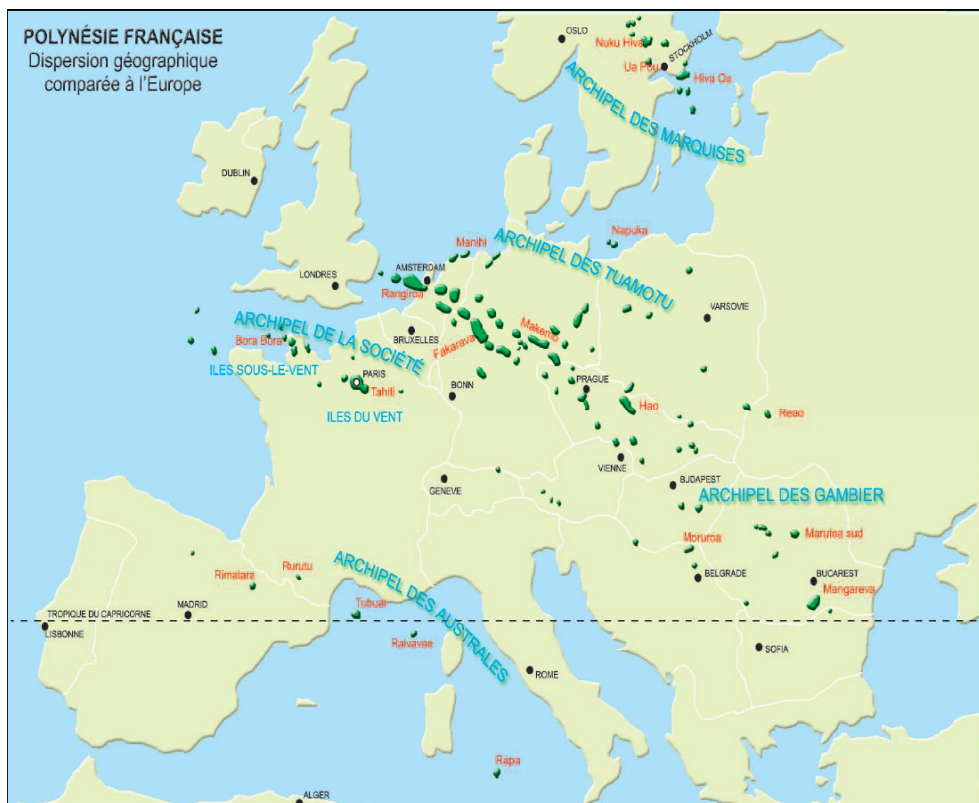 POLYNÉSIE FRANÇAISE
Dispersion géographique
comparée à l'Europe
OSLO
Nuku Hiva
STOCKHOLM
Ua Pou
Hiva Oa
ARCHIPEL DES MARQUISES
DUBLIN
Napuka
Manihi
ARCHIPEL DES TUAMOTU
AMSTERDAM
LONDRES
Rangiroa
VARSOVIE
ARCHIPEL DE LA SOCIÉTÉ
Makemo
BRUXELLES
Bora Bora
Fakarava
ILES SOUS-LE-VENT
PARIS
Tahiti
BONN
PRAGUE
Hao
Reao
ILES DU VENT
VIENNE
GENEVE
BUDAPEST
ARCHIPEL DES GAMBIER
Moruroa
Marutea sud
ARCHIPEL DES AUSTRALES
Rurutu
Rimatara
BELGRADE
BUCAREST
Mangareva
Tubuai
TROPIQUE DU CAPRICORNE
MADRID
LISBONNE
Raivavae
SOFIA
ROME
Rapa
ALGER